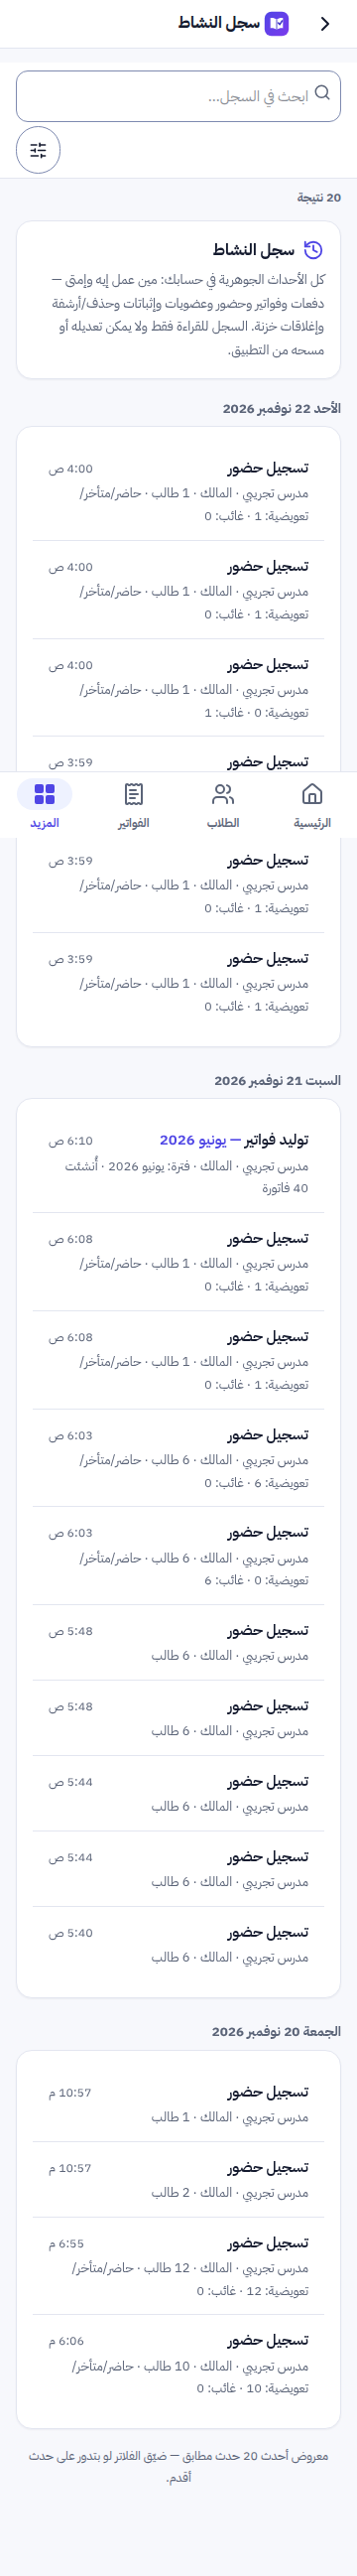 سجل النشاط
ابحث في السجل...
20 نتيجة
سجل النشاط
كل الأحداث الجوهرية في حسابك: مين عمل إيه وإمتى —
دفعات وفواتير وحضور وعضويات وإثباتات وحذف/أرشفة
وإغلاقات خزنة. السجل للقراءة فقط ولا يمكن تعديله أو
مسحه من التطبيق.
الأحد 22 نوفمبر 2026
تسجيل حضور 4:00 ص
مدرس تجريبي · المالك · 1 طالب · حاضر/متأخر/
تعويضية: 1 · غائب: 0
تسجيل حضور 4:00 ص
مدرس تجريبي · المالك · 1 طالب · حاضر/متأخر/
تعويضية: 1 · غائب: 0
تسجيل حضور 4:00 ص
مدرس تجريبي · المالك · 1 طالب · حاضر/متأخر/
تعويضية: 0 · غائب: 1
تسجيل حضور 3:59 ص
الرئيسية الطلاب الفواتير المزيد
تسجيل حضور 3:59 ص
مدرس تجريبي · المالك · 1 طالب · حاضر/متأخر/
تعويضية: 1 · غائب: 0
تسجيل حضور 3:59 ص
مدرس تجريبي · المالك · 1 طالب · حاضر/متأخر/
تعويضية: 1 · غائب: 0
السبت 21 نوفمبر 2026
توليد فواتير — يونيو 2026 6:10 ص
مدرس تجريبي · المالك · فترة: يونيو 2026 · أُنشئت
40 فاتورة
تسجيل حضور 6:08 ص
مدرس تجريبي · المالك · 1 طالب · حاضر/متأخر/
تعويضية: 1 · غائب: 0
تسجيل حضور 6:08 ص
مدرس تجريبي · المالك · 1 طالب · حاضر/متأخر/
تعويضية: 1 · غائب: 0
تسجيل حضور 6:03 ص
مدرس تجريبي · المالك · 6 طالب · حاضر/متأخر/
تعويضية: 6 · غائب: 0
تسجيل حضور 6:03 ص
مدرس تجريبي · المالك · 6 طالب · حاضر/متأخر/
تعويضية: 0 · غائب: 6
تسجيل حضور 5:48 ص
مدرس تجريبي · المالك · 6 طالب
تسجيل حضور 5:48 ص
مدرس تجريبي · المالك · 6 طالب
تسجيل حضور 5:44 ص
مدرس تجريبي · المالك · 6 طالب
تسجيل حضور 5:44 ص
مدرس تجريبي · المالك · 6 طالب
تسجيل حضور 5:40 ص
مدرس تجريبي · المالك · 6 طالب
الجمعة 20 نوفمبر 2026
تسجيل حضور 10:57 م
مدرس تجريبي · المالك · 1 طالب
تسجيل حضور 10:57 م
مدرس تجريبي · المالك · 2 طالب
تسجيل حضور 6:55 م
مدرس تجريبي · المالك · 12 طالب · حاضر/متأخر/
تعويضية: 12 · غائب: 0
تسجيل حضور 6:06 م
مدرس تجريبي · المالك · 10 طالب · حاضر/متأخر/
تعويضية: 10 · غائب: 0
معروض أحدث 20 حدث مطابق — ضيّق الفلاتر لو بتدور على حدث
أقدم.